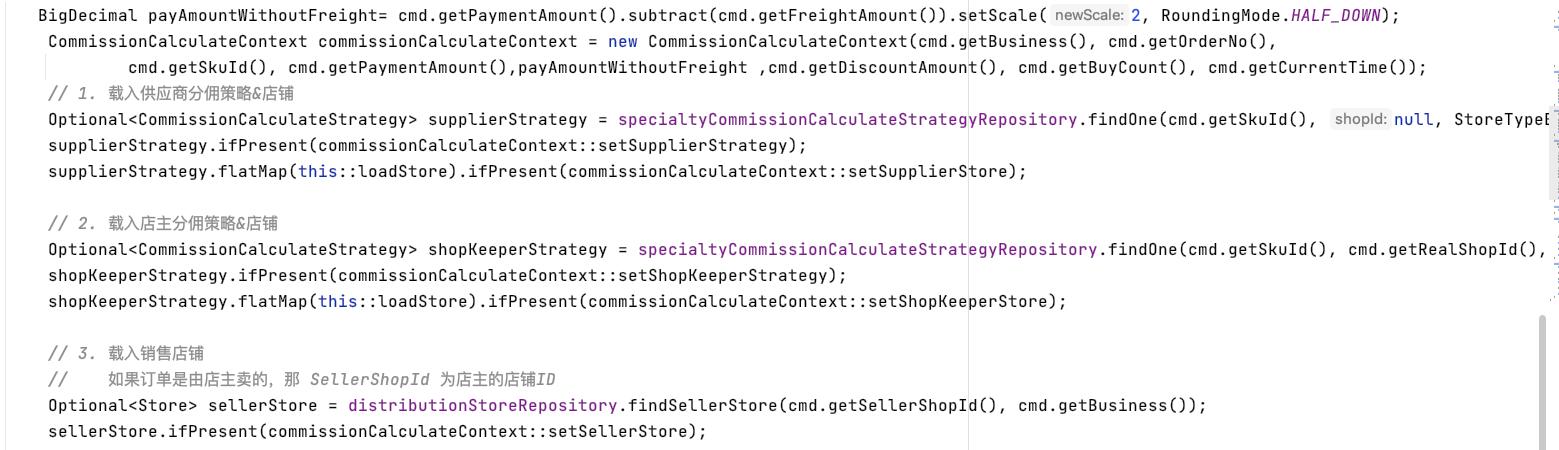 BigDecimal payAmountWithoutFreight= cmd.getPaymentAmount().subtract(cmd.getFreightAmount()).setScale( newScale: 2, RoundingMode.HALF_DOWN);
CommissionCalculateContext commissionCalculateContext = new CommissionCalculateContext(cmd.getBusiness(), cmd.getOrderNo(),
cmd.getSkuId(), cmd.getPaymentAmount(),payAmountWithoutFreight ,cmd.getDiscountAmount(), cmd.getBuyCount(), cmd.getCurrentTime());
// 1. 载入供应商分佣策略&店铺
Optional<CommissionCalculateStrategy> supplierStrategy = specialtyCommissionCalculateStrategyRepository.findOne(cmd.getSkuId(), shopId: null, StoreTypeE
supplierStrategy.ifPresent(commissionCalculateContext::setSupplierStrategy);
supplierStrategy.flatMap(this::loadStore).ifPresent(commissionCalculateContext::setSupplierStore);
// 2. 载入店主分佣策略&店铺
Optional<CommissionCalculateStrategy> shopKeeperStrategy = specialtyCommissionCalculateStrategyRepository.findOne(cmd.getSkuId(), cmd.getRealShopId(),
shopKeeperStrategy.ifPresent(commissionCalculateContext::setShopKeeperStrategy);
shopKeeperStrategy.flatMap(this::loadStore).ifPresent(commissionCalculateContext::setShopKeeperStore);
// 3. 载入销售店铺
// 如果订单是由店主卖的，那 SellerShopId 为店主的店铺ID
Optional<Store> sellerStore = distributionStoreRepository.findSellerStore(cmd.getSellerShopId(), cmd.getBusiness());
sellerStore.ifPresent(commissionCalculateContext::setSellerStore);